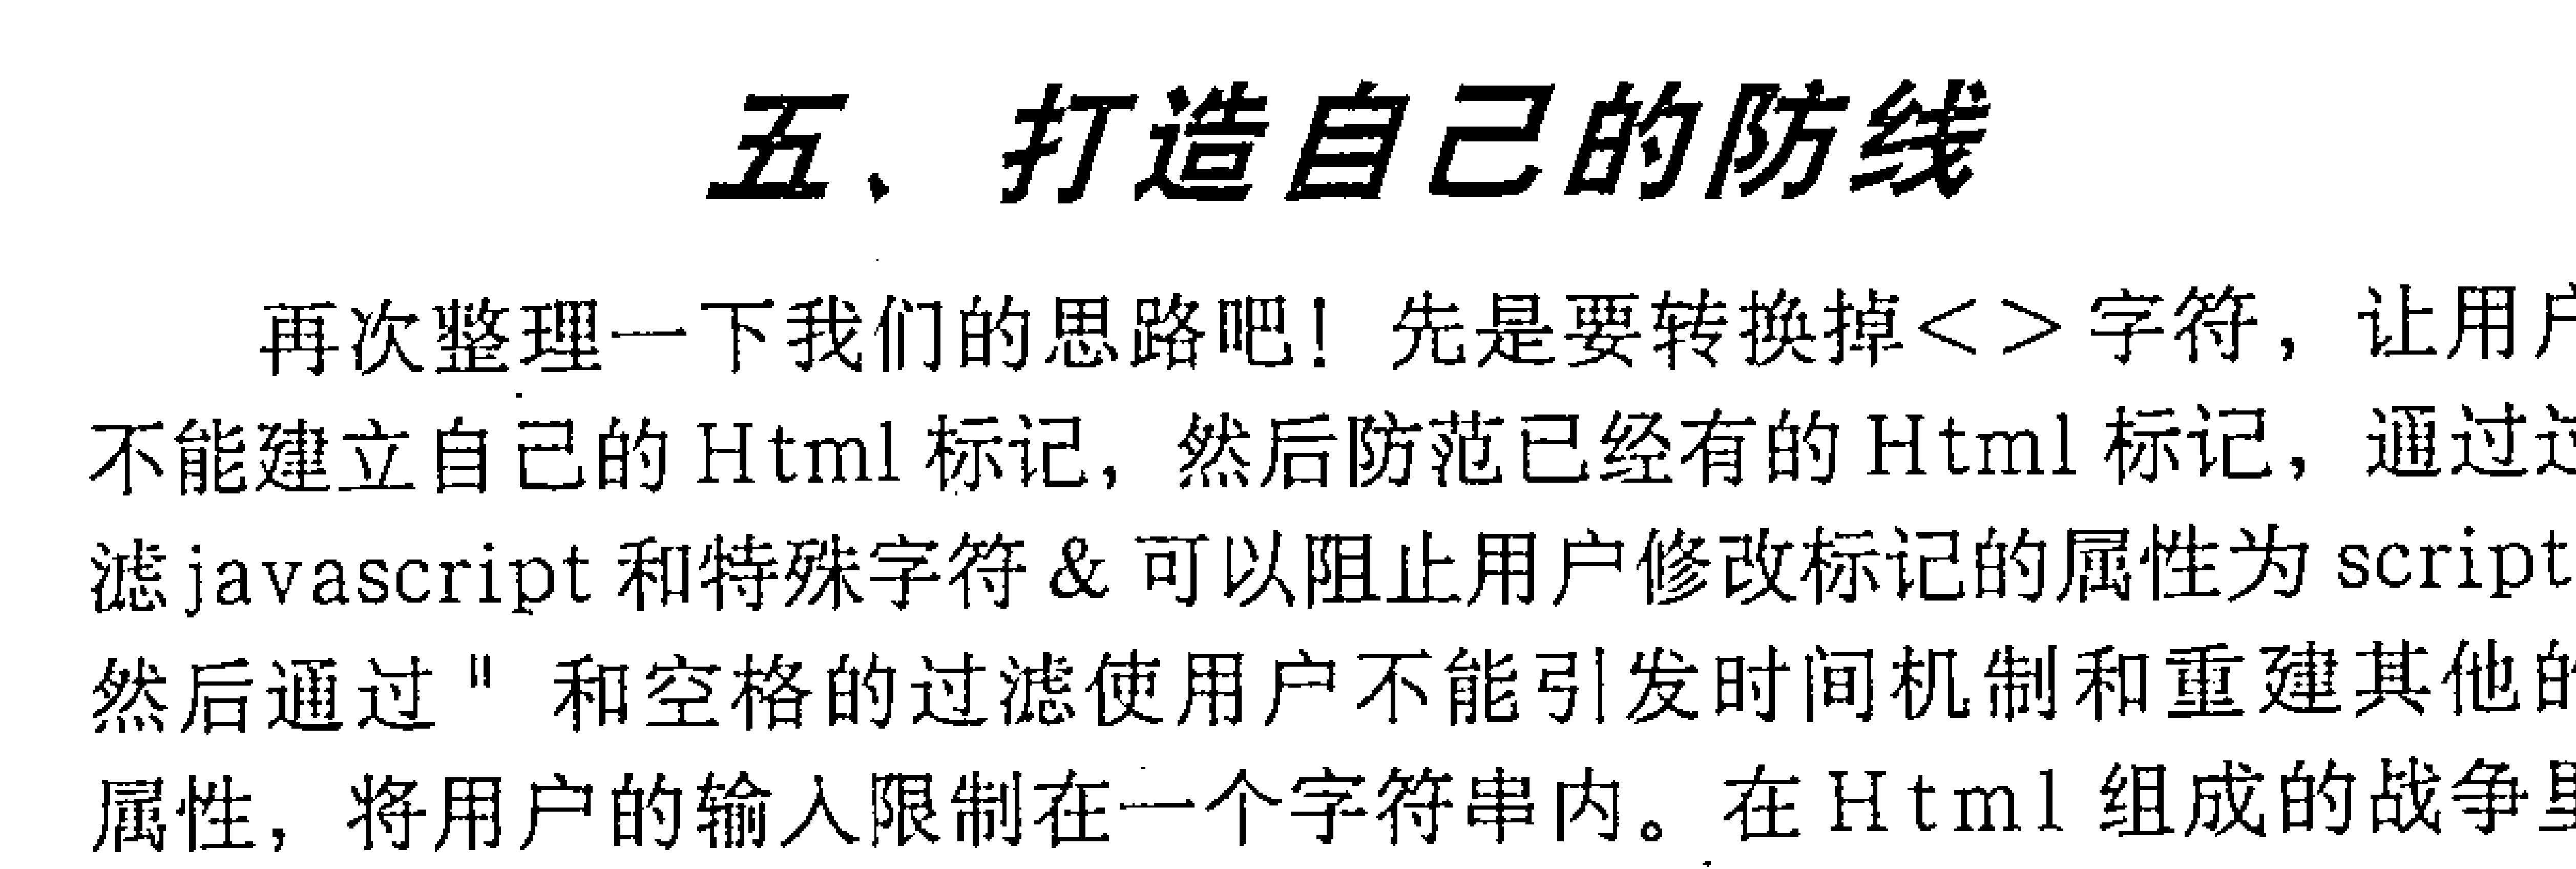 五、打造自己的防线
再次整理一下我们的思路吧！先是要转换掉<>字符，让用户
不能建立自己的Html标记，然后防范已经有的Html标记，通过过
滤javascript和特殊字符&可以阻止用户修改标记的属性为script
然后通过"和空格的过滤使用户不能引发时间机制和重建其他的
属性，将用户的输入限制在一个字符串内。在Html组成的战争里